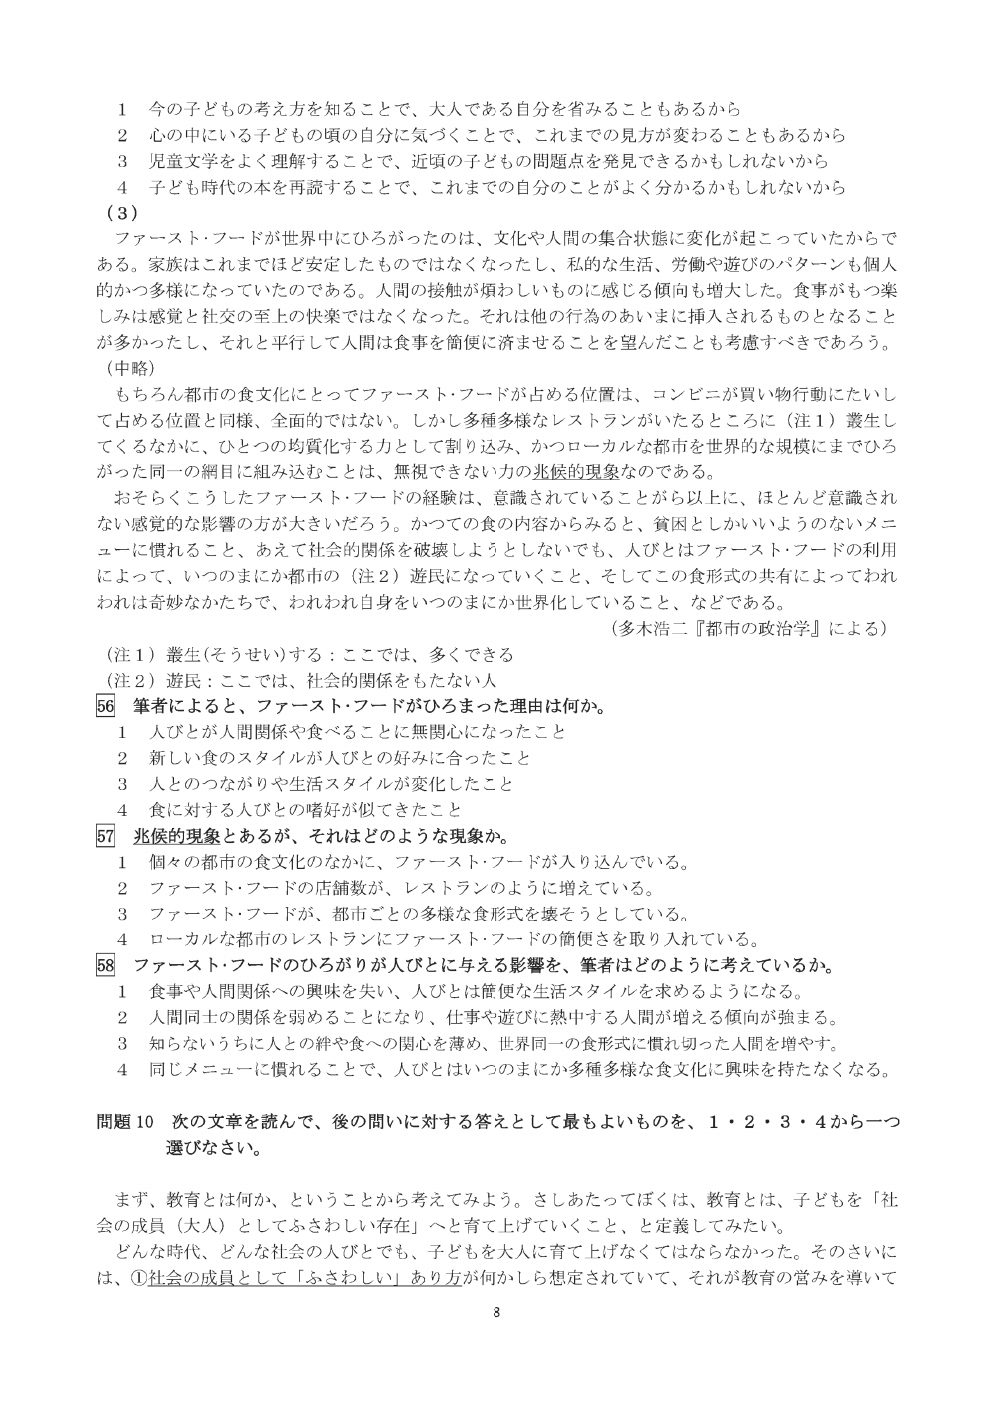 1　今の子どもの考え方を知ることで、大人である自分を省みることもあるから
2　心の中にいる子どもの頃の自分に気づくことで、これまでの見方が変わることもあるから
3　児童文学をよく理解することで、近頃の子どもの問題点を発見できるかもしれないから
4　子ども時代の本を再読することで、これまでの自分のことがよく分かるかもしれないから
（3）
ファースト・フードが世界中にひろがったのは、文化や人間の集合状態に変化が起こっていたからで
ある。家族はこれまでほど安定したものではなくなったし、私的な生活、労働や遊びのパターンも個人
的かつ多様になっていたのである。人間の接触が煩わしいものに感じる傾向も増大した。食事がもつ楽
しみは感覚と社交の至上の快楽ではなくなった。それは他の行為のあいまに挿入されるものとなること
が多かったし、それと平行して人間は食事を簡便に済ませることを望んだことも考慮すべきであろう。
（中略）
もちろん都市の食文化にとってファースト・フードが占める位置は、コンビニが買い物行動にたいし
て占める位置と同様、全面的ではない。しかし多種多様なレストランがいたるところに（注１）叢生し
てくるなかに、ひとつの均質化する力として割り込み、かつローカルな都市を世界的な規模にまでひろ
がった同一の網目に組み込むことは、無視できない力の兆候的現象なのである。
おそらくこうしたファースト・フードの経験は、意識されていることがら以上に、ほとんど意識され
ない感覚的な影響の方が大きいだろう。かつての食の内容からみると、貧困としかいいようのないメニ
ューに慣れること、あえて社会的関係を破壊しようとしないでも、人びとはファースト・フードの利用
によって、いつのまにか都市の（注２）遊民になっていくこと、そしてこの食形式の共有によってわれ
われは奇妙なかたちで、われわれ自身をいつのまにか世界化していること、などである。
（多木浩二『都市の政治学』による）
（注１）叢生(そうせい)する：ここでは、多くできる
（注２）遊民：ここでは、社会的関係をもたない人
56　筆者によると、ファースト・フードがひろまった理由は何か。
1　人びとが人間関係や食べることに無関心になったこと
2　新しい食のスタイルが人びとの好みに合ったこと
3　人とのつながりや生活スタイルが変化したこと
4　食に対する人びとの嗜好が似てきたこと
57　兆候的現象とあるが、それはどのような現象か。
1　個々の都市の食文化のなかに、ファースト・フードが入り込んでいる。
2　ファースト・フードの店舗数が、レストランのように増えている。
3　ファースト・フードが、都市ごとの多様な食形式を壊そうとしている。
4　ローカルな都市のレストランにファースト・フードの簡便さを取り入れている。
58　ファースト・フードのひろがりが人びとに与える影響を、筆者はどのように考えているか。
1　食事や人間関係への興味を失い、人びとは簡便な生活スタイルを求めるようになる。
2　人間同士の関係を弱めることになり、仕事や遊びに熱中する人間が増える傾向が強まる。
3　知らないうちに人との絆や食への関心を薄め、世界同一の食形式に慣れ切った人間を増やす。
4　同じメニューに慣れることで、人びとはいつのまにか多種多様な食文化に興味を持たなくなる。
問題 10　次の文章を読んで、後の問いに対する答えとして最もよいものを、１・２・３・４から一つ
選びなさい。
まず、教育とは何か、ということから考えてみよう。さしあたってぼくは、教育とは、子どもを「社
会の成員（大人）としてふさわしい存在」へと育て上げていくこと、と定義してみたい。
どんな時代、どんな社会の人びとでも、子どもを大人に育て上げなくてはならなかった。そのさいに
は、①社会の成員として「ふさわしい」あり方が何かしら想定されていて、それが教育の営みを導いて
8